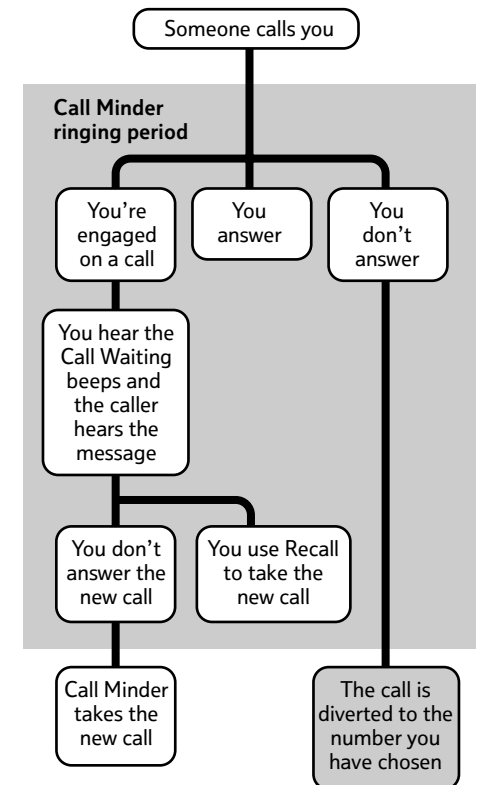 Someone calls you
Call Minder
ringing period
You're
engaged
on a call
You
answer
You
don't
answer
You hear the
Call Waiting
beeps and
the caller
hears the
message
You don't
answer the
new call
You use Recall
to take the
new call
Call Minder
takes the
new call
The call is
diverted to the
number you
have chosen